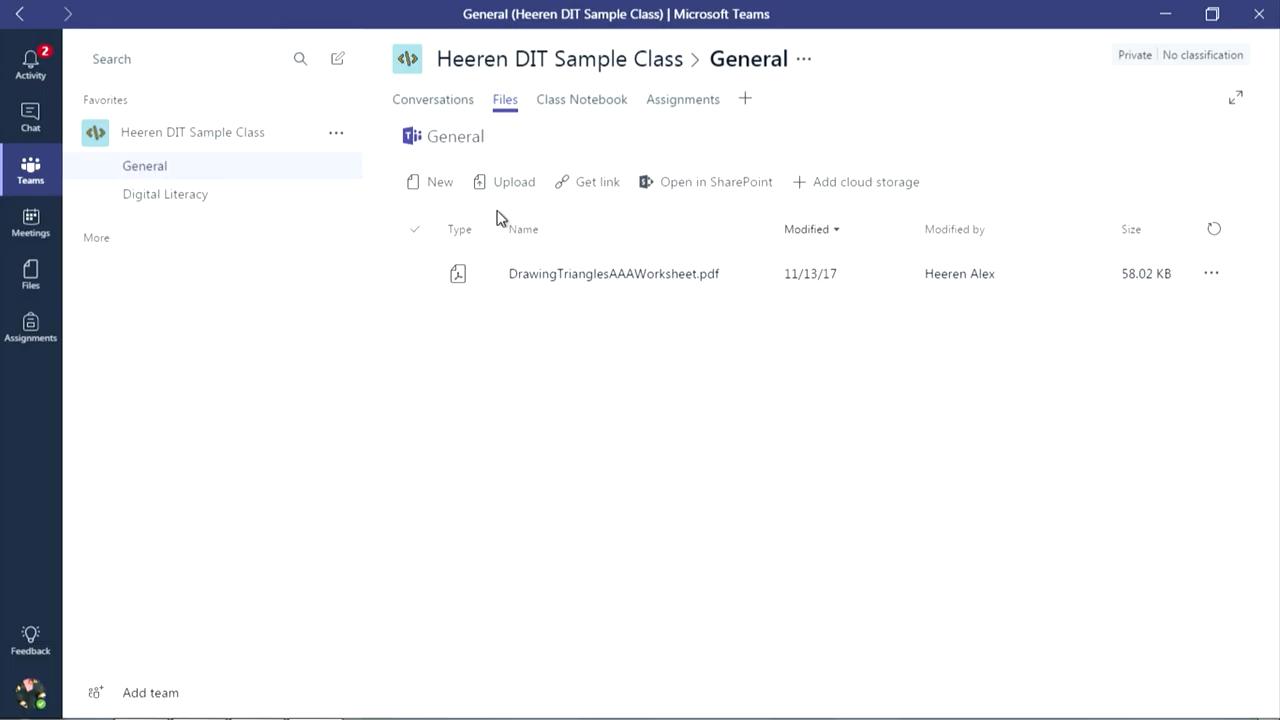 General (Heeren DIT Sample Class) | Microsoft Teams
2
Activity
Chat
Teams
Meetings
Files
Assignments
Feedback
Search
Favorites
Heeren DIT Sample Class
General
Digital Literacy
More
Add team
Heeren DIT Sample Class > General ...
Private | No classification
Conversations Files Class Notebook Assignments +
General
New Upload Get link Open in SharePoint + Add cloud storage
Type Name Modified Modified by Size
DrawingTrianglesAAAWorksheet.pdf 11/13/17 Heeren Alex 58.02 KB ...